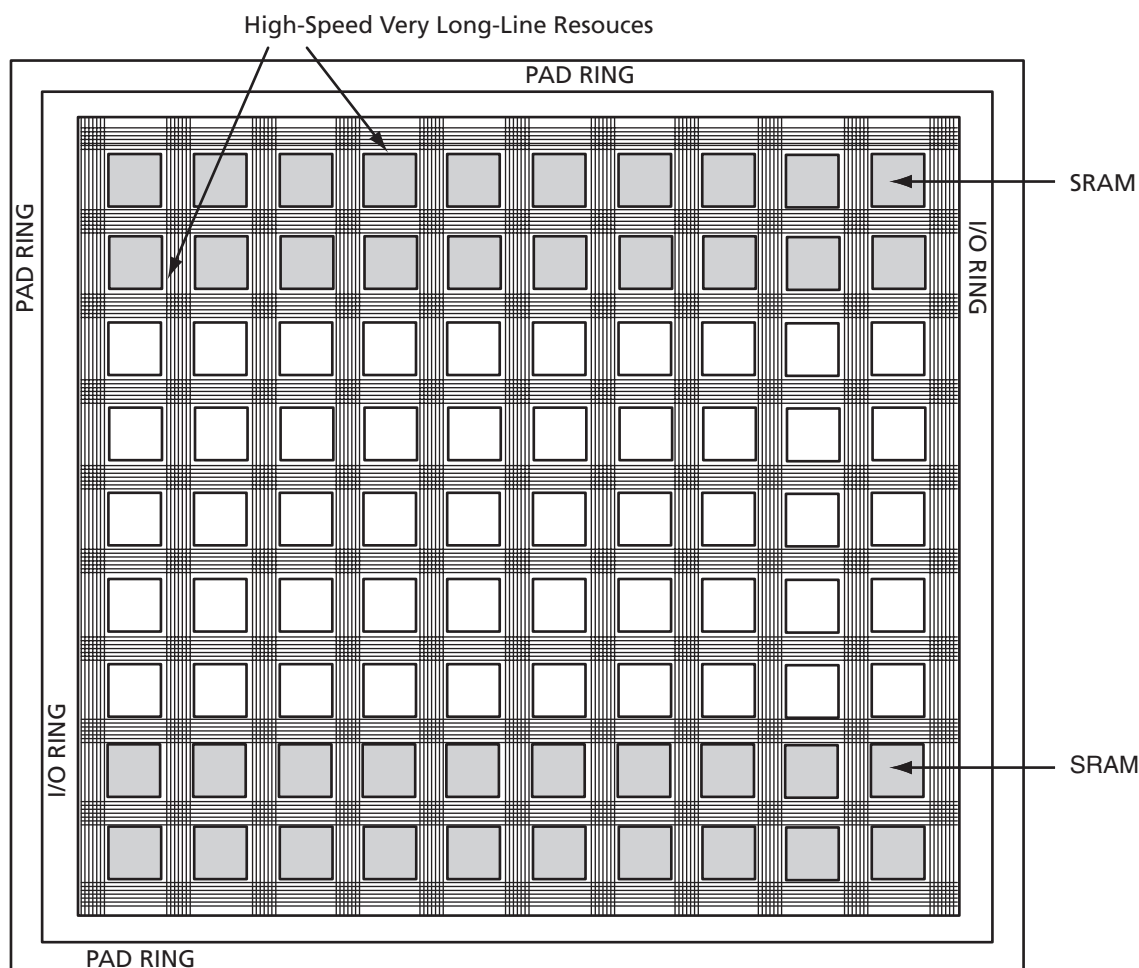 High-Speed Very Long-Line Resouces
PAD RING
SRAM
PAD RING
I/O RING
I/O RING
SRAM
PAD RING